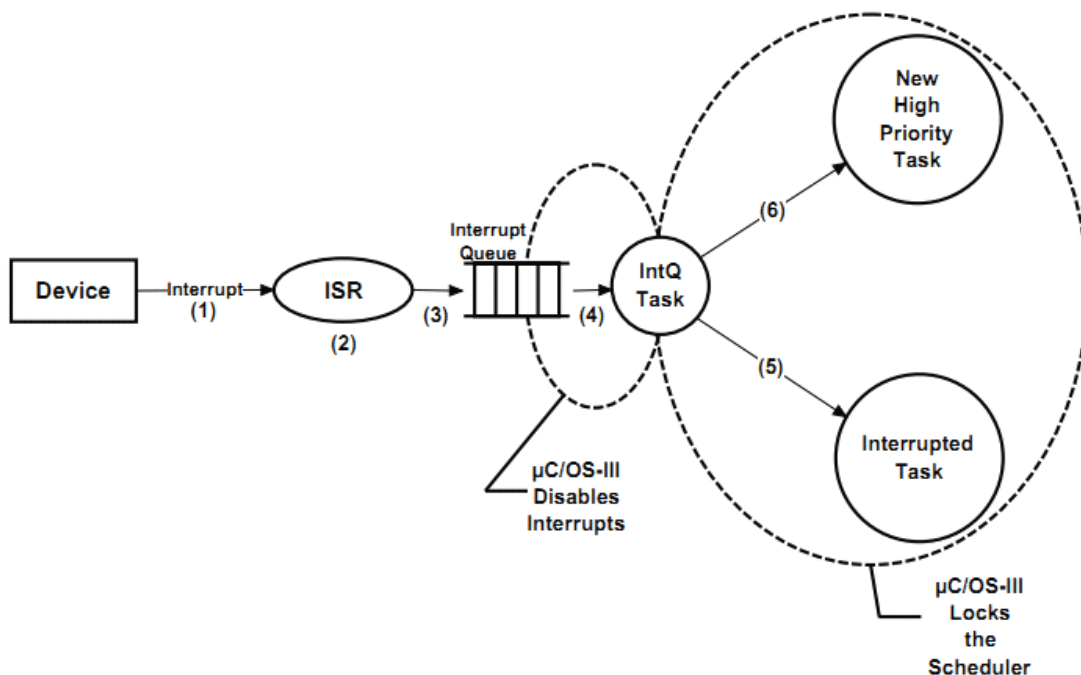 New
High
Priority
Task
(6)
Interrupt
Queue
IntQ
Task
Device
Interrupt
(1)
ISR
(2)
(3)
(4)
(5)
Interrupted
Task
µC/OS-III
Disables
Interrupts
µC/OS-III
Locks
the
Scheduler